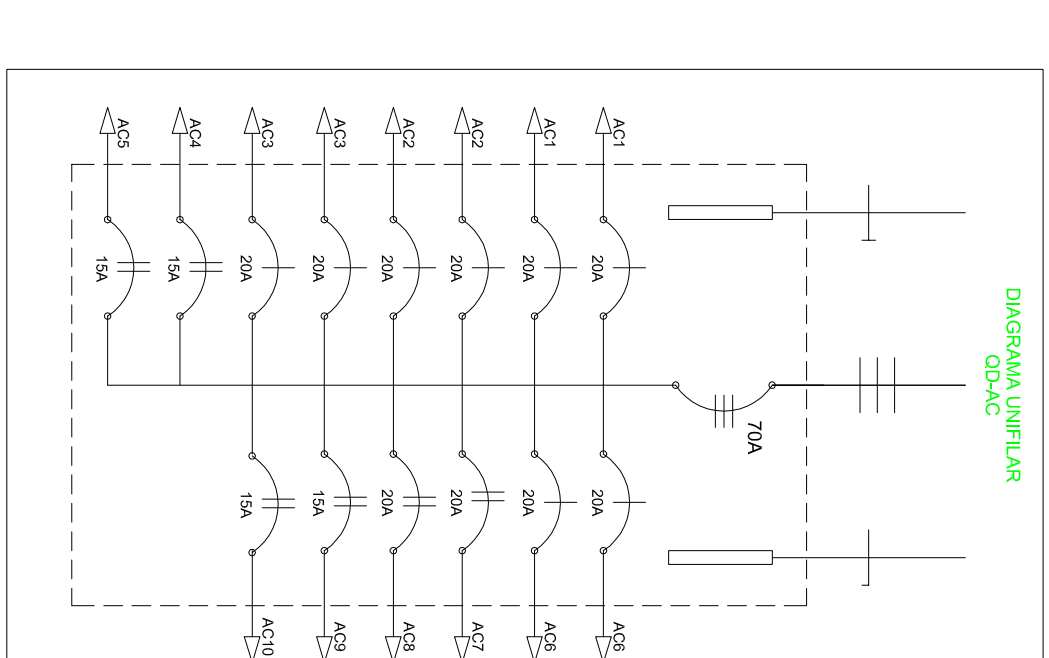 DIAGRAMA UNIFILAR
QD-AC
70A
AC1 20A 20A AC6
AC1 20A 20A AC6
AC2 20A 20A AC7
AC2 20A 20A AC8
AC3 20A 15A AC9
AC3 20A 15A AC10
AC4 15A
AC5 15A